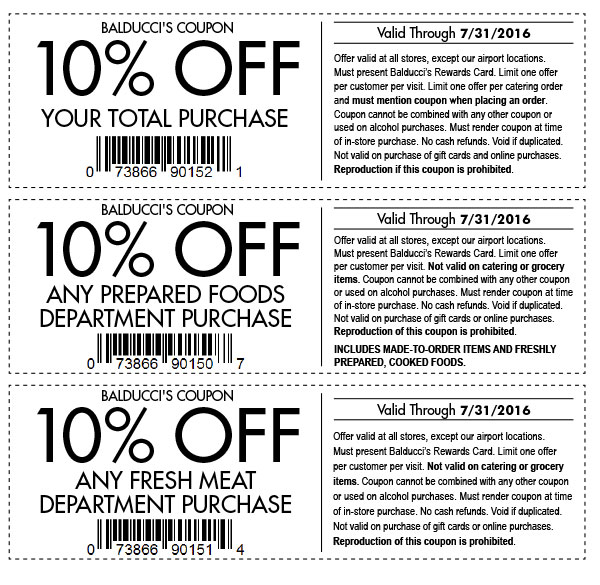 BALDUCCI'S COUPON
10% OFF
YOUR TOTAL PURCHASE
0 73866 90152 1
Valid Through 7/31/2016
Offer valid at all stores, except our airport locations.
Must present Balducci's Rewards Card. Limit one offer
per customer per visit. Limit one offer per catering order
and must mention coupon when placing an order.
Coupon cannot be combined with any other coupon or
used on alcohol purchases. Must render coupon at time
of in-store purchase. No cash refunds. Void if duplicated.
Not valid on purchase of gift cards and online purchases.
Reproduction if this coupon is prohibited.
BALDUCCI'S COUPON
10% OFF
ANY PREPARED FOODS
DEPARTMENT PURCHASE
0 73866 90150 7
Valid Through 7/31/2016
Offer valid at all stores, except our airport locations.
Must present Balducci's Rewards Card. Limit one offer
per customer per visit. Not valid on catering or grocery
items. Coupon cannot be combined with any other coupon
or used on alcohol purchases. Must render coupon at time
of in-store purchase. No cash refunds. Void if duplicated.
Not valid on purchase of gift cards or online purchases.
Reproduction of this coupon is prohibited.
INCLUDES MADE-TO-ORDER ITEMS AND FRESHLY
PREPARED, COOKED FOODS.
BALDUCCI'S COUPON
10% OFF
ANY FRESH MEAT
DEPARTMENT PURCHASE
0 73866 90151 4
Valid Through 7/31/2016
Offer valid at all stores, except our airport locations.
Must present Balducci's Rewards Card. Limit one offer
per customer per visit. Not valid on catering or grocery
items. Coupon cannot be combined with any other coupon
or used on alcohol purchases. Must render coupon at time
of in-store purchase. No cash refunds. Void if duplicated.
Not valid on purchase of gift cards or online purchases.
Reproduction of this coupon is prohibited.